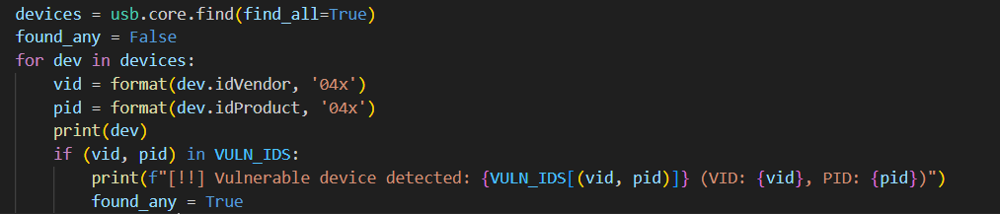 devices = usb.core.find(find_all=True)
found_any = False
for dev in devices:
    vid = format(dev.idVendor, '04x')
    pid = format(dev.idProduct, '04x')
    print(dev)
    if (vid, pid) in VULN_IDS:
        print(f"[!!] Vulnerable device detected: {VULN_IDS[(vid, pid)]} (VID: {vid}, PID: {pid})")
        found_any = True